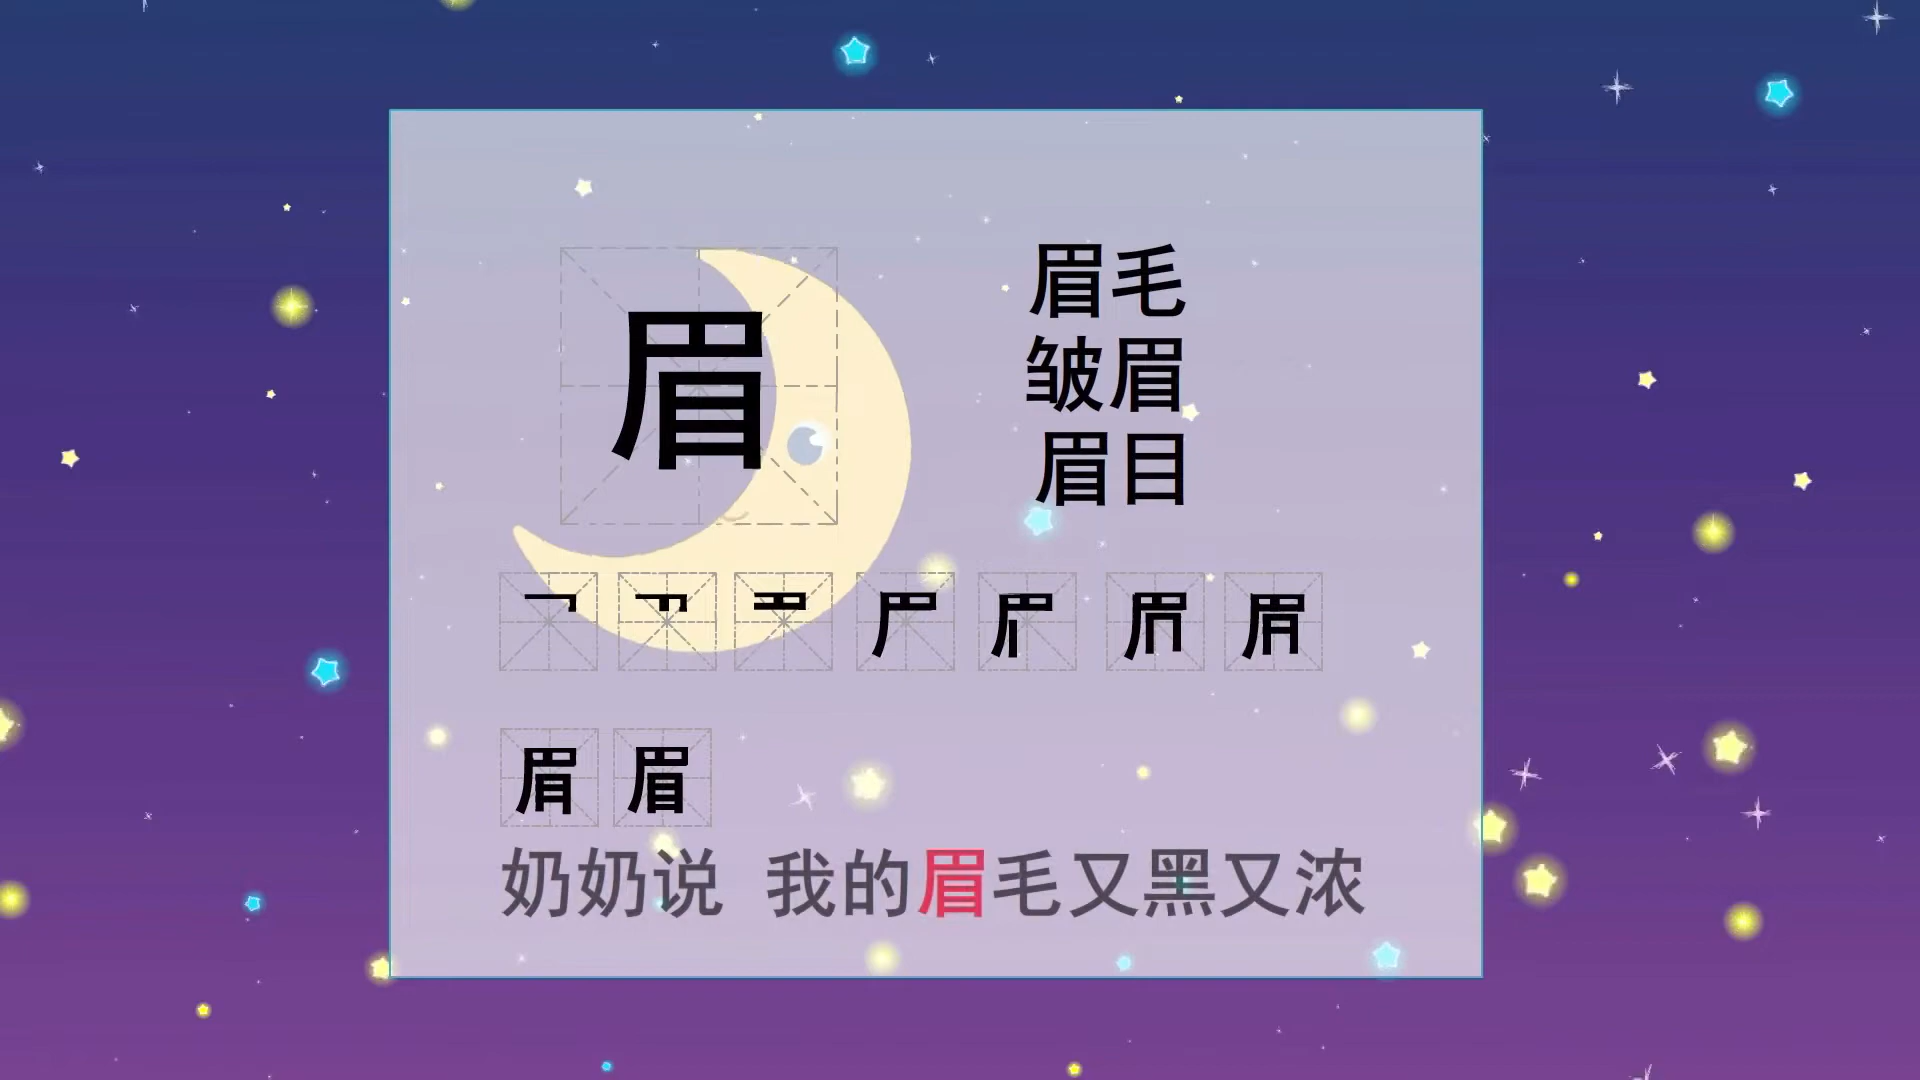 眉
眉毛
皱眉
眉目
眉 眉
奶奶说 我的眉毛又黑又浓